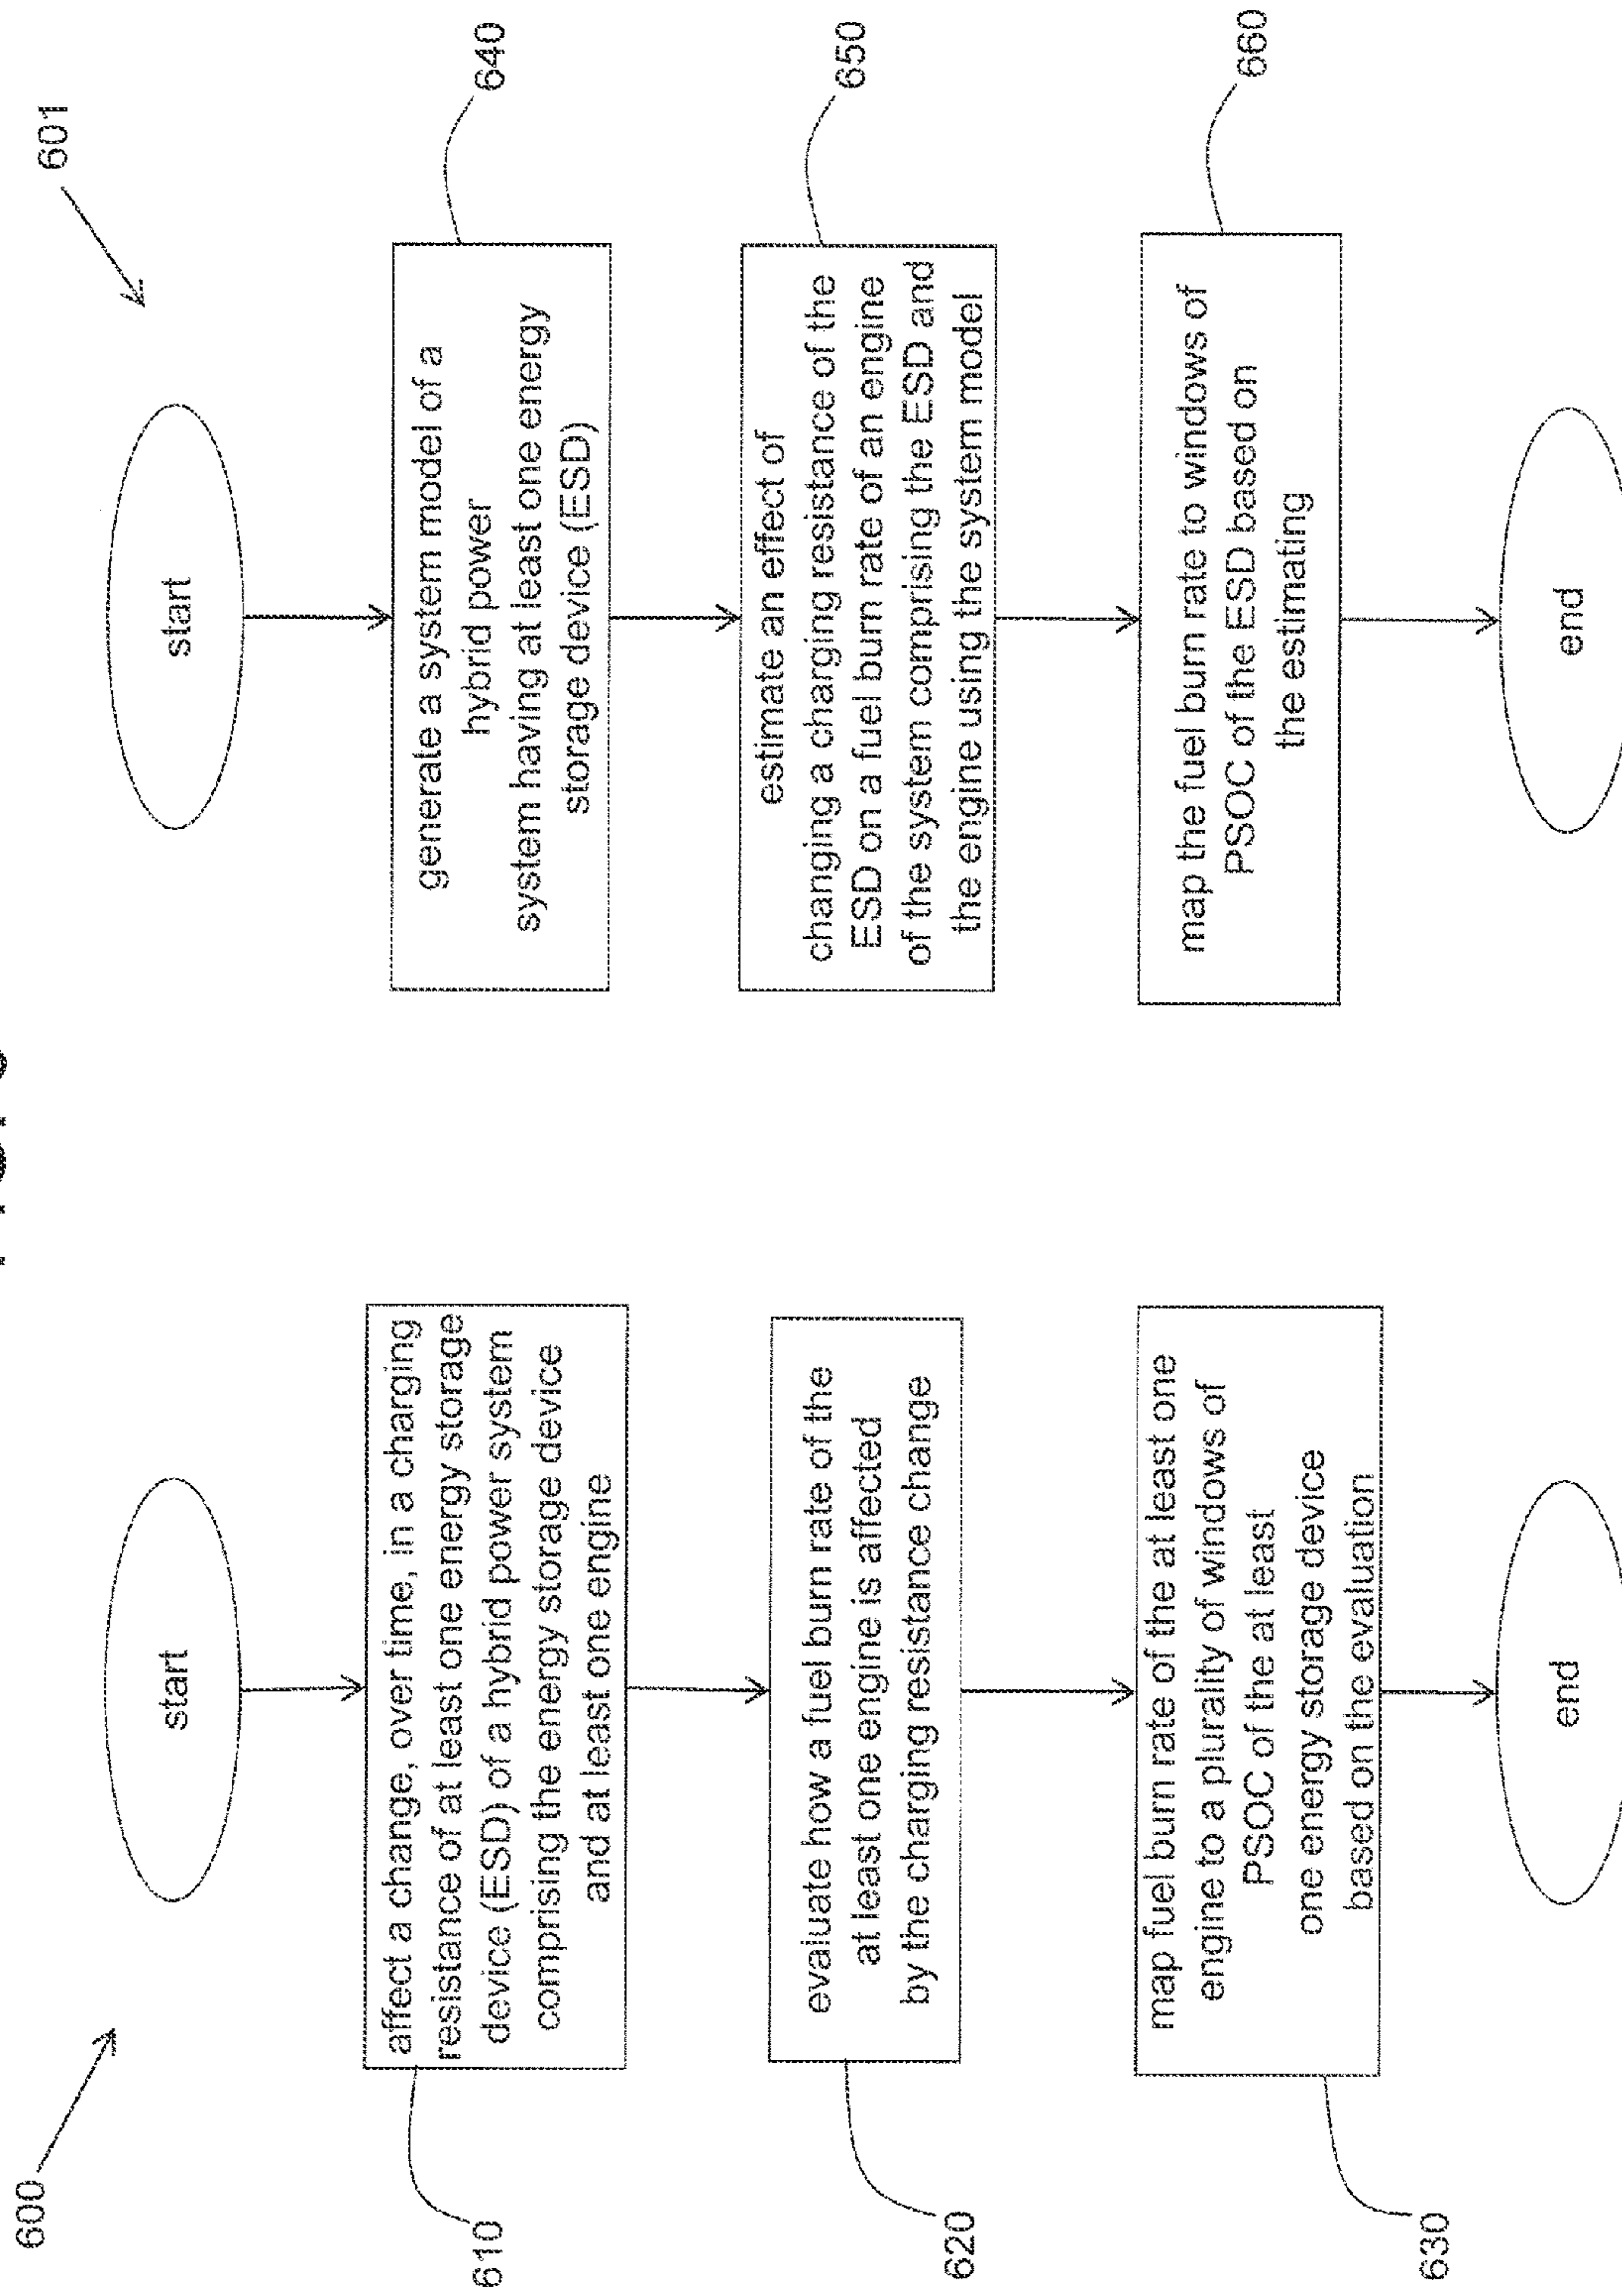 600
start
610
affect a change, over time, in a charging
resistance of at least one energy storage
device (ESD) of a hybrid power system
comprising the energy storage device
and at least one engine
620
evaluate how a fuel burn rate of the
at least one engine is affected
by the charging resistance change
630
map fuel burn rate of the at least one
engine to a plurality of windows of
PSOC of the at least
one energy storage device
based on the evaluation
end
601
start
generate a system model of a
hybrid power
system having at least one energy
storage device (ESD)
640
estimate an effect of
changing a charging resistance of the
ESD on a fuel burn rate of an engine
of the system comprising the ESD and
the engine using the system model
650
map the fuel burn rate to windows of
PSOC of the ESD based on
the estimating
660
end